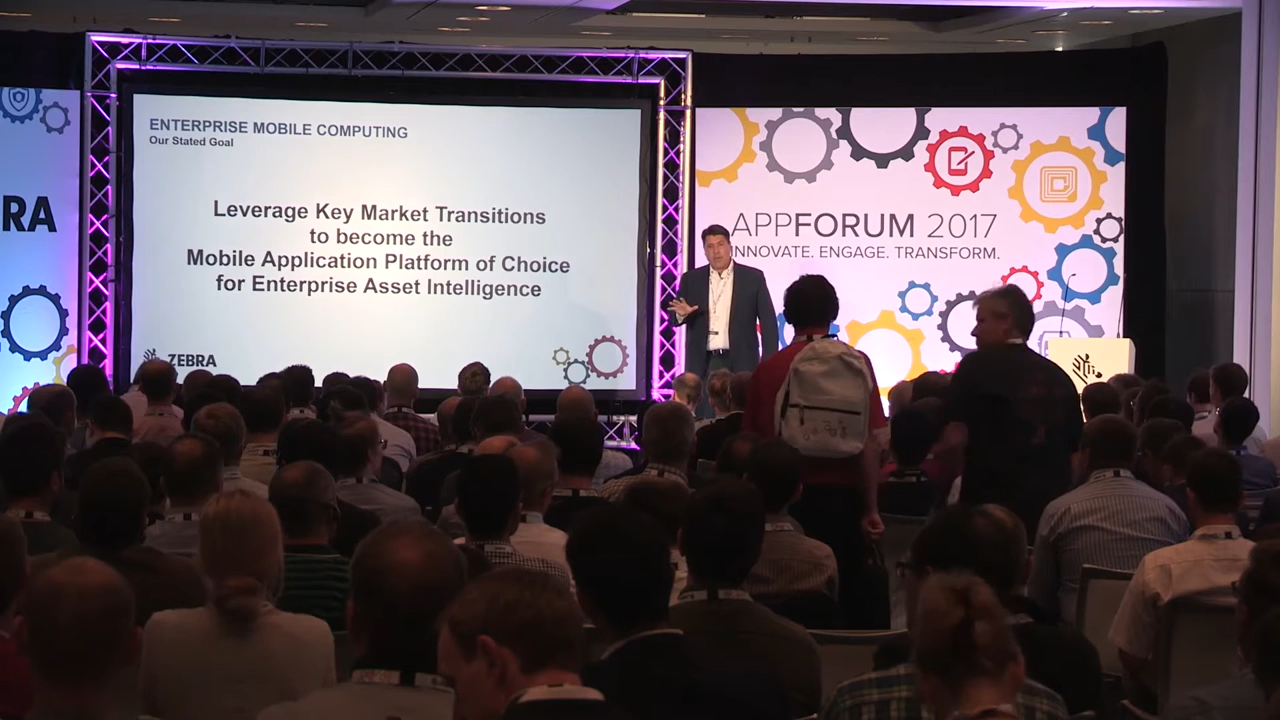 ENTERPRISE MOBILE COMPUTING
Our Stated Goal
Leverage Key Market Transitions
to become the
Mobile Application Platform of Choice
for Enterprise Asset Intelligence
ZEBRA
RA
APPFORUM 2017
INNOVATE. ENGAGE. TRANSFORM.